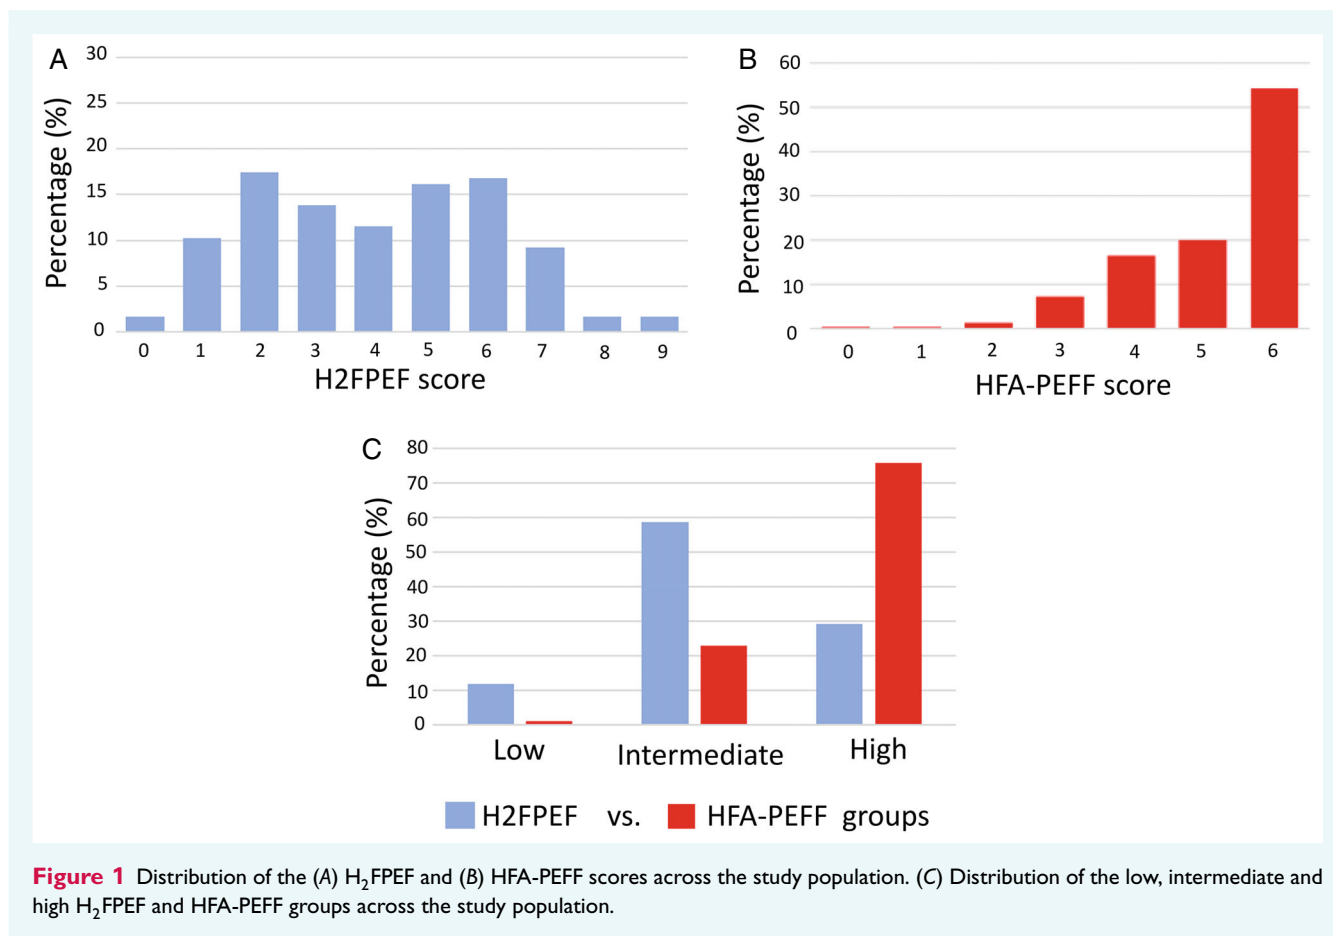 A
30
25
20
15
10
5
0
Percentage (%)
0 1 2 3 4 5 6 7 8 9
H2FPEF score
B
60
50
40
30
20
10
0
Percentage (%)
0 1 2 3 4 5 6
HFA-PEFF score
C
80
70
60
50
40
30
20
10
0
Percentage (%)
Low Intermediate High
H2FPEF vs. HFA-PEFF groups
Figure 1 Distribution of the (A) H₂FPEF and (B) HFA-PEFF scores across the study population. (C) Distribution of the low, intermediate and
high H₂FPEF and HFA-PEFF groups across the study population.